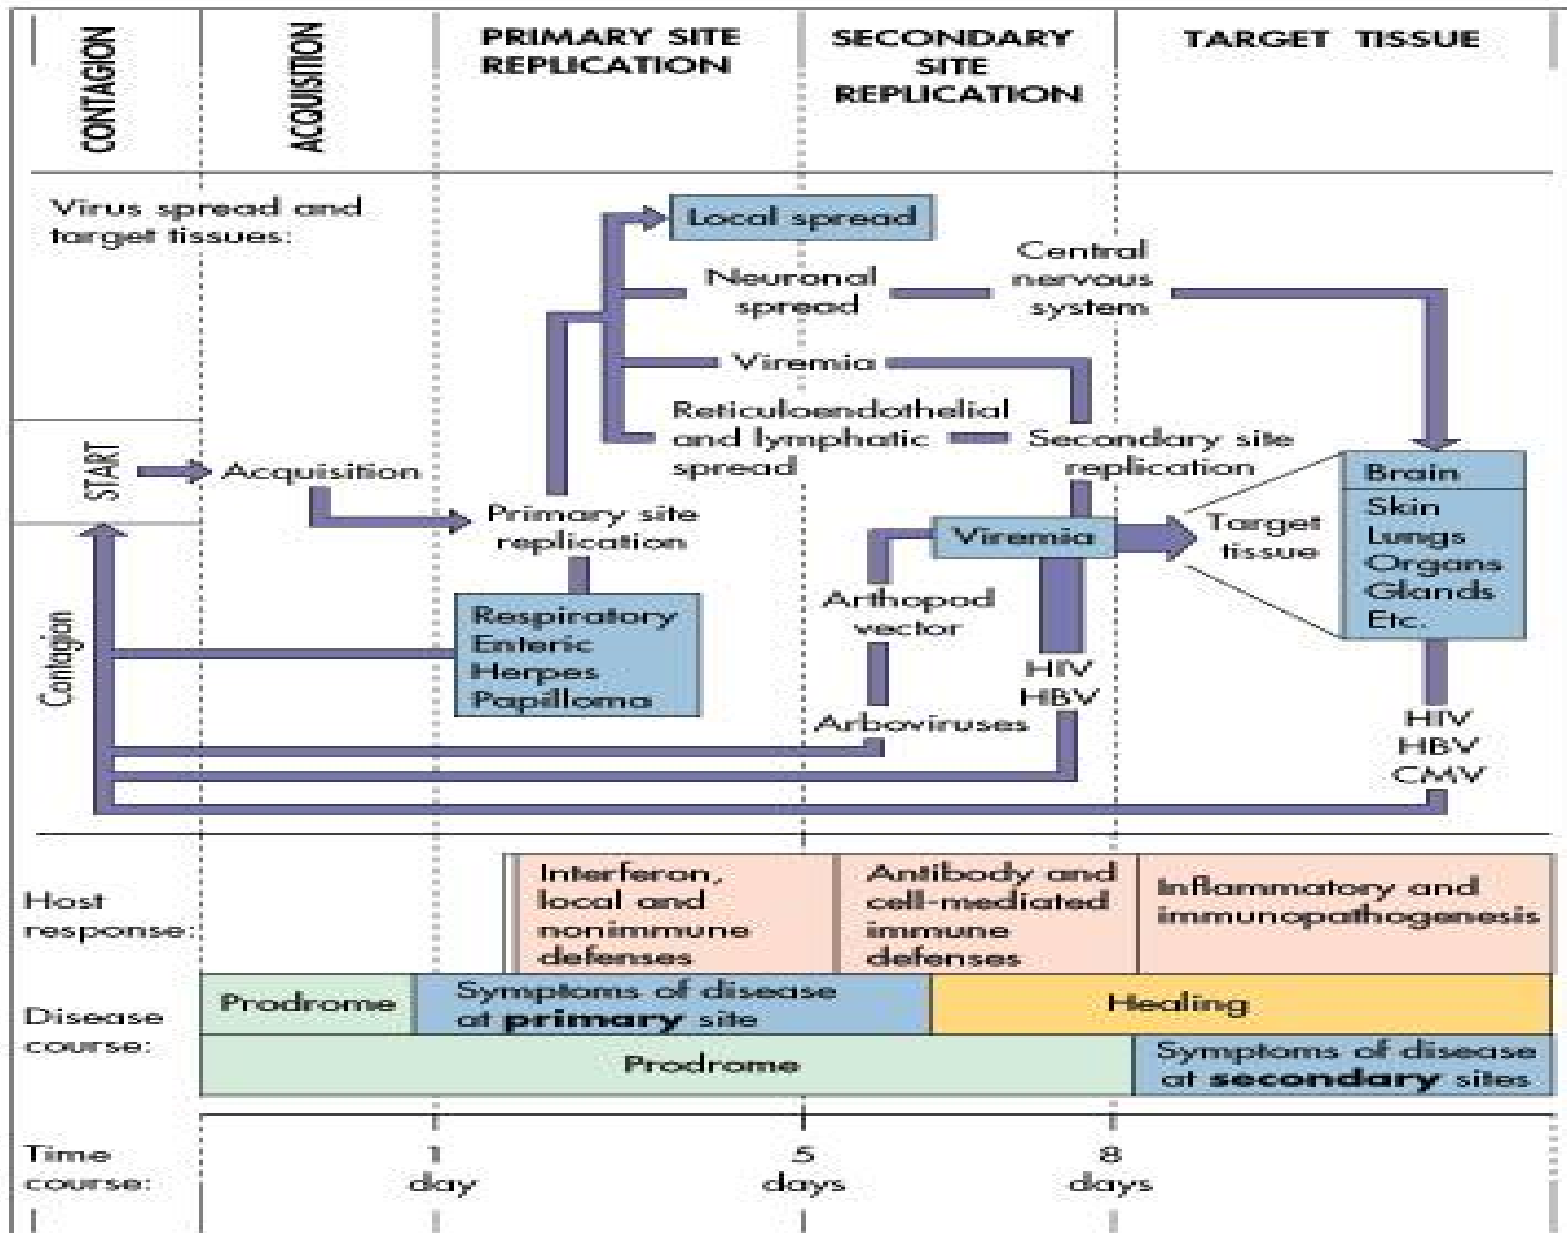 CONTAGION
ACQUISITION
PRIMARY SITE
REPLICATION
SECONDARY
SITE
REPLICATION
TARGET TISSUE
Virus spread and
target tissues:
Local spread
Neuronal
spread
Central
nervous
system
Viremia
Reticuloendothelial
and lymphatic
spread
Secondary site
replication
START
Acquisition
Primary site
replication
Viremia
Target
tissue
Brain
Skin
Lungs
Organs
Glands
Etc.
Respiratory
Enteric
Herpes
Papilloma
Arthopod
vector
Arboviruses
HIV
HBV
HIV
HBV
CMV
Contagian
Host
response:
Interferon,
local and
nonimmune
defenses
Antibody and
cell-mediated
immune
defenses
Inflammatory and
immunopathogenesis
Disease
course:
Prodrome
Symptoms of disease
at primary site
Healing
Prodrome
Symptoms of disease
at secondary sites
Time
course:
1
day
5
days
8
days